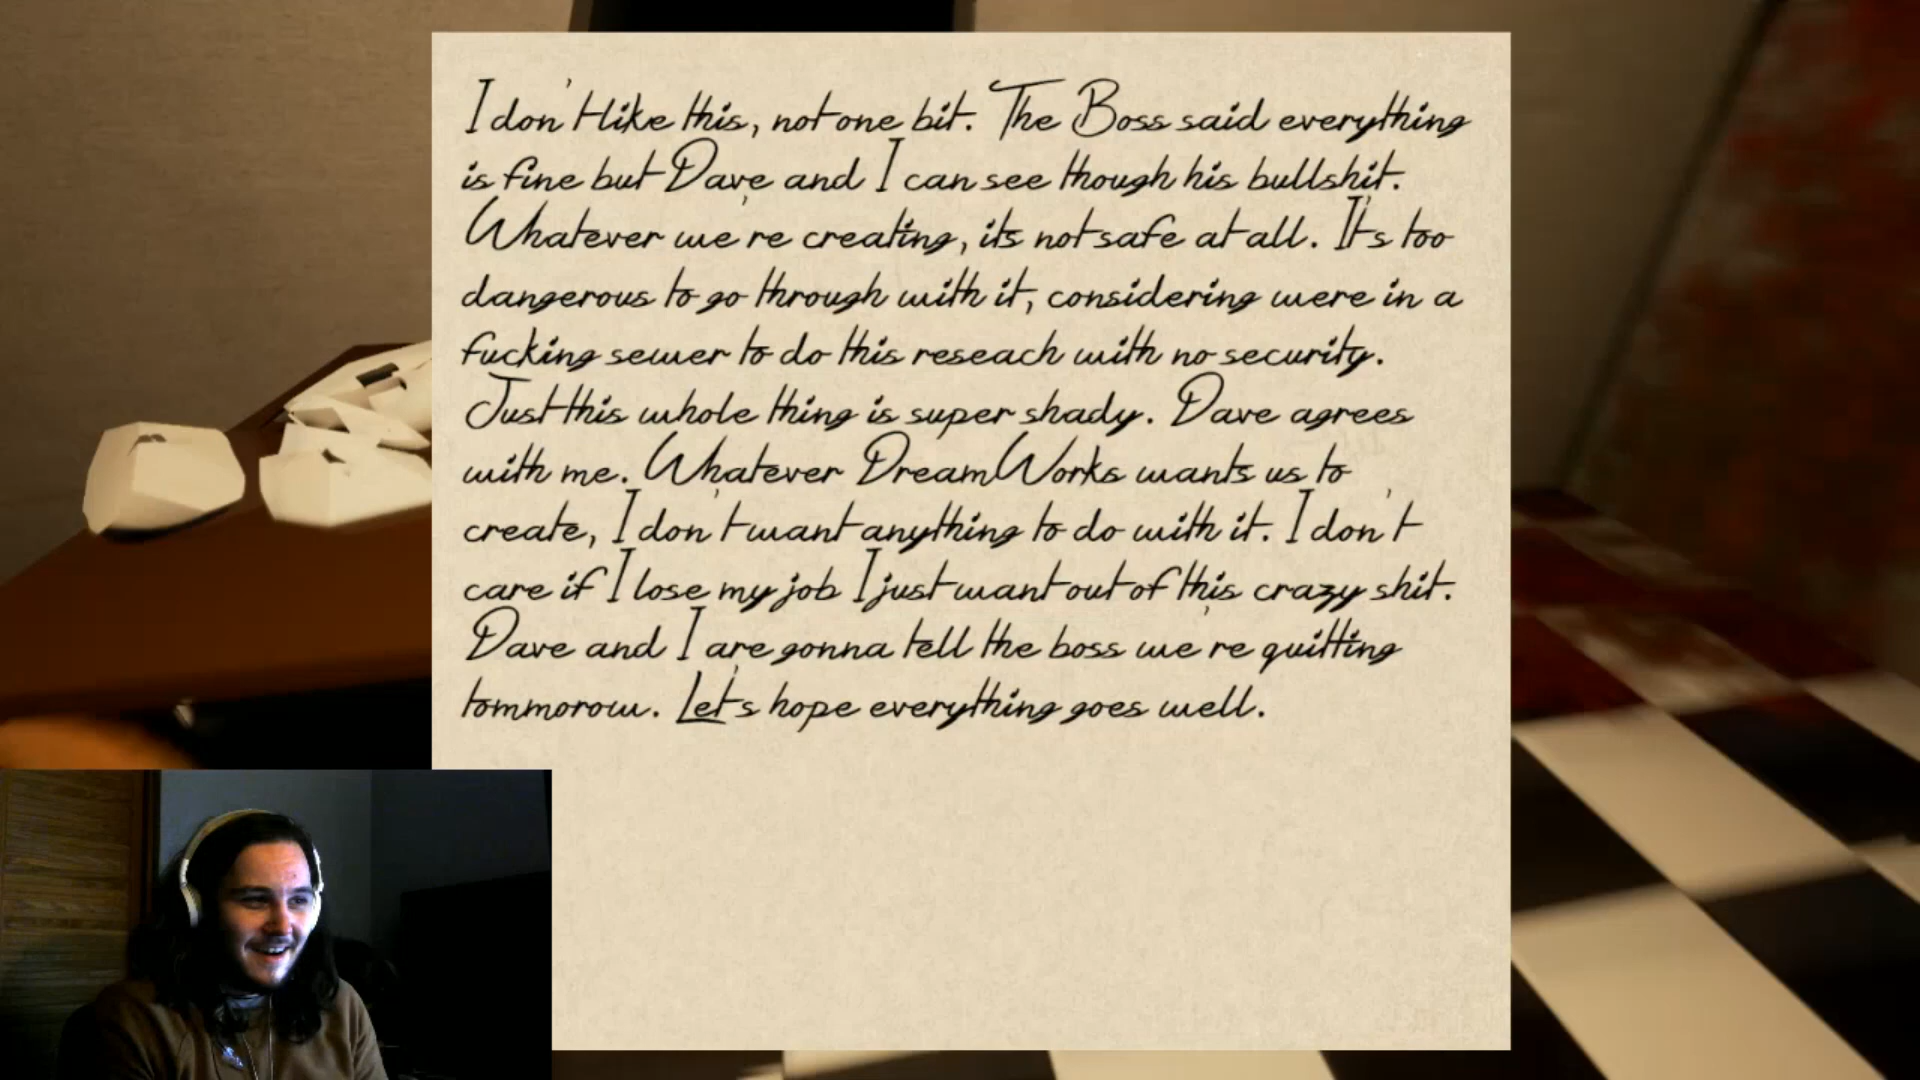 I don't like this, not one bit. The Boss said everything
is fine but Dave and I can see though his bullshit.
Whatever we're creating, its not safe at all. It's too
dangerous to go through with it, considering were in a
fucking sewer to do this reseach with no security.
Just this whole thing is super shady. Dave agrees
with me. Whatever DreamWorks wants us to
create, I don't want anything to do with it. I don't
care if I lose my job I just want out of this crazy shit.
Dave and I are gonna tell the boss we're quitting
tommorow. Let's hope everything goes well.